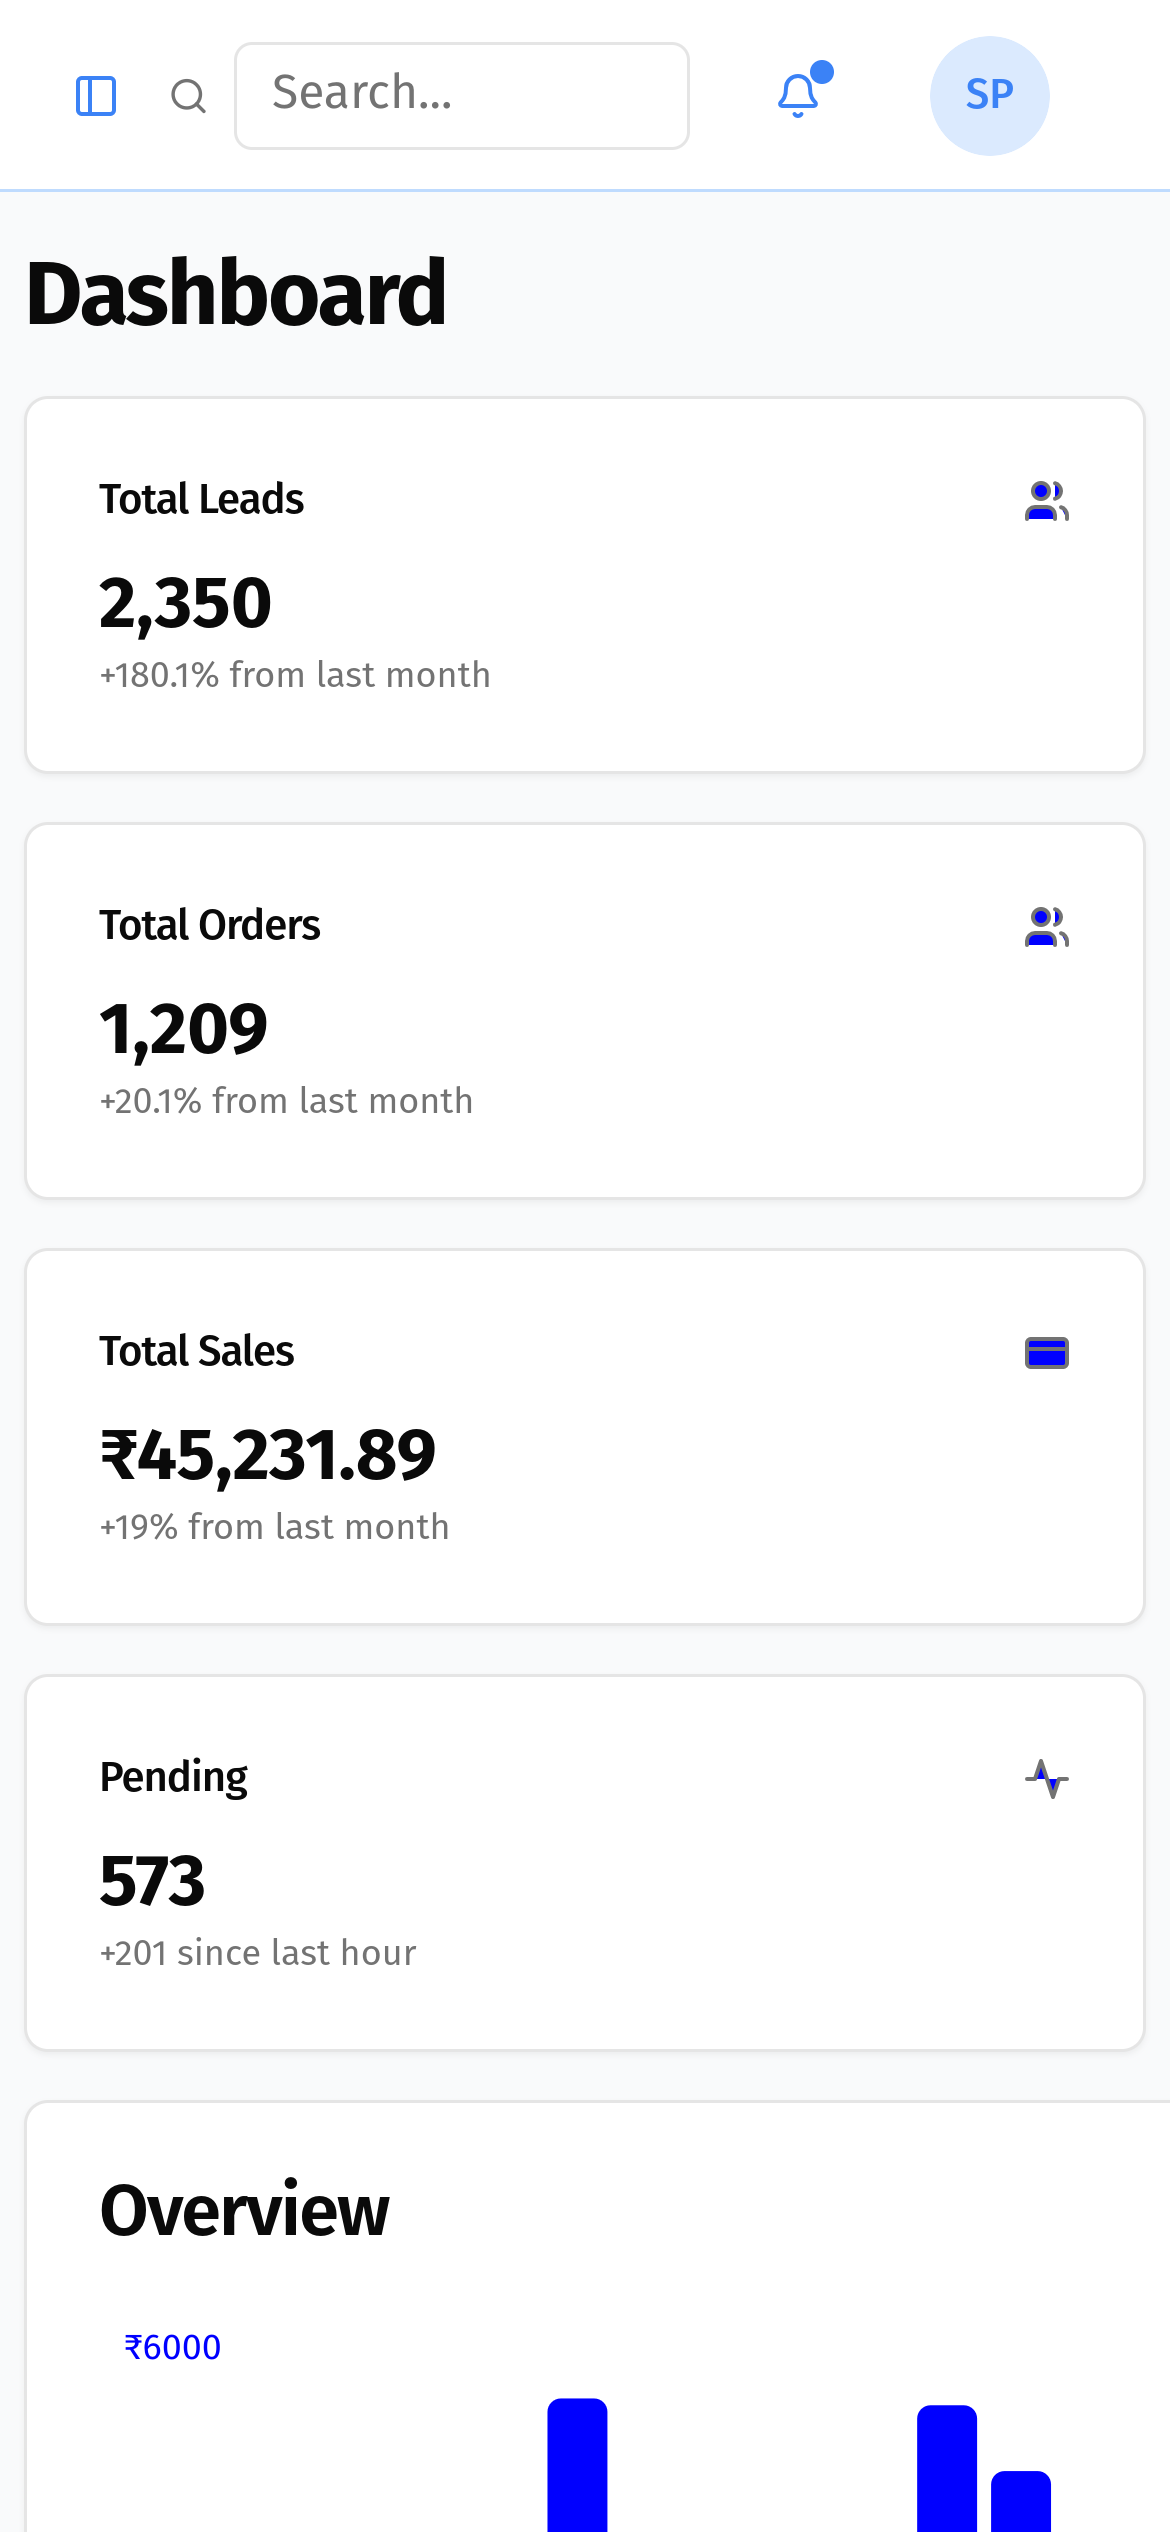 Search...
SP
Dashboard
Total Leads
2,350
+180.1% from last month
Total Orders
1,209
+20.1% from last month
Total Sales
₹45,231.89
+19% from last month
Pending
573
+201 since last hour
Overview
₹6000